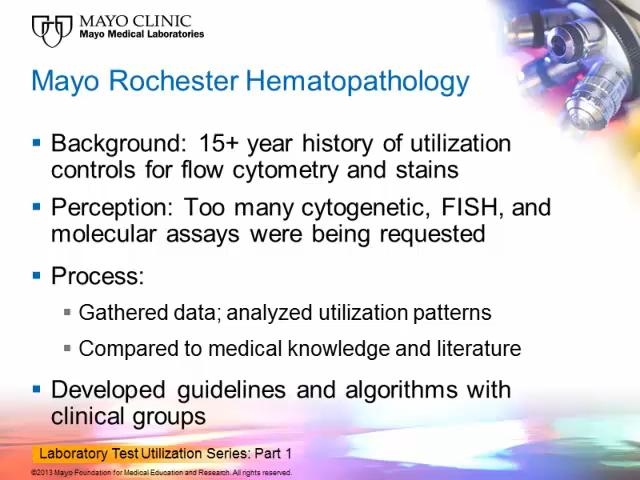 MAYO CLINIC
Mayo Medical Laboratories
Mayo Rochester Hematopathology
Background: 15+ year history of utilization
controls for flow cytometry and stains
Perception: Too many cytogenetic, FISH, and
molecular assays were being requested
Process:
Gathered data; analyzed utilization patterns
Compared to medical knowledge and literature
Developed guidelines and algorithms with
clinical groups
Laboratory Test Utilization Series: Part 1
©2013 Mayo Foundation for Medical Education and Research. All rights reserved.